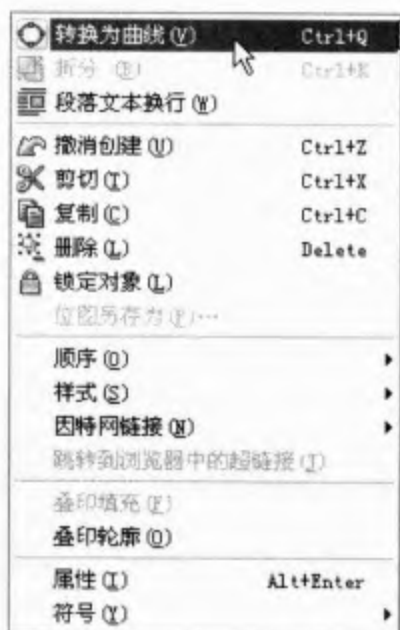 转换为曲线(V) Ctrl+Q
拆分 (B) Ctrl+K
段落文本换行(W)
撤消创建(U) Ctrl+Z
剪切(T) Ctrl+X
复制(C) Ctrl+C
删除(L) Delete
锁定对象(L)
位图另存为(P)…
顺序(O)
样式(S)
因特网链接(N)
跳转到浏览器中的超链接(J)
叠印填充(F)
叠印轮廓(O)
属性(I) Alt+Enter
符号(Y)